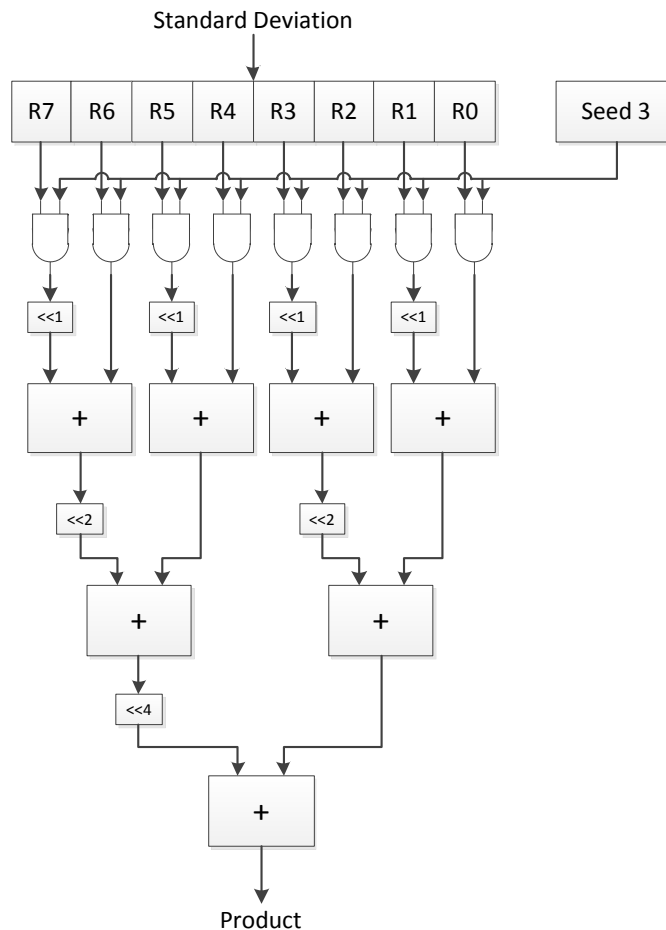 Standard Deviation
R7 R6 R5 R4 R3 R2 R1 R0 Seed 3
<<1 <<1 <<1 <<1
+ + + +
<<2 <<2
+ +
<<4
+
Product